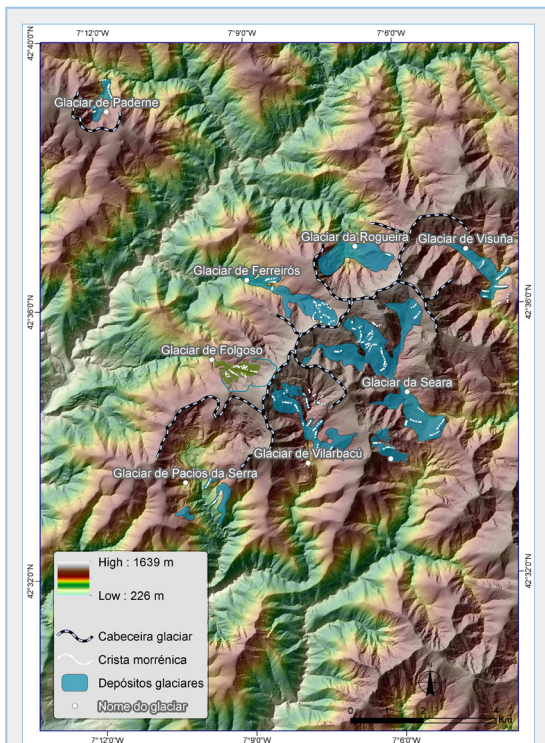 7°12'0"W
7°9'0"W
7°6'0"W
42°40'0"N
Glaciar de Paderne
Glaciar da Rogueira
Glaciar de Visuña
Glaciar de Ferreirós
42°36'0"N
42°36'0"N
Glaciar de Folgoso
Glaciar da Seara
Glaciar de Vilarbacú
Glaciar de Pacios da Serra
42°32'0"N
42°32'0"N
High : 1639 m
Low : 226 m
Cabeceira glaciar
Crista morrénica
Depósitos glaciares
Nome do glaciar
0 2 4
Km
7°12'0"W
7°9'0"W
7°6'0"W